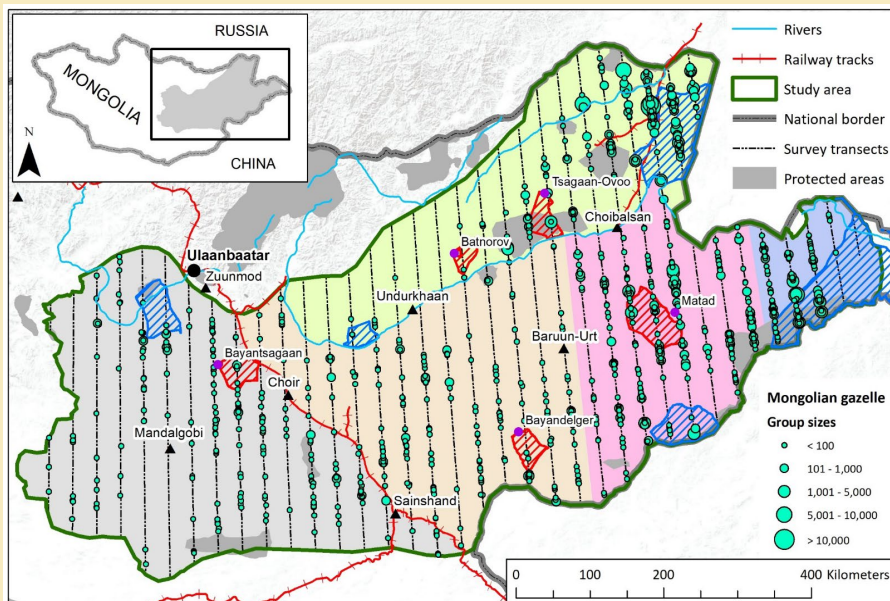 RUSSIA
MONGOLIA
CHINA
N
Rivers
Railway tracks
Study area
National border
Survey transects
Protected areas
Tsagaan-Ovoo
Choibalsan
Batnorov
Ulaanbaatar
Zuunmod
Undurkhaan
Matad
Baruun-Urt
Bayantsagaan
Choir
Bayandelger
Mandalgobi
Sainshand
Mongolian gazelle
Group sizes
< 100
101 - 1,000
1,001 - 5,000
5,001 - 10,000
> 10,000
0 100 200 400 Kilometers